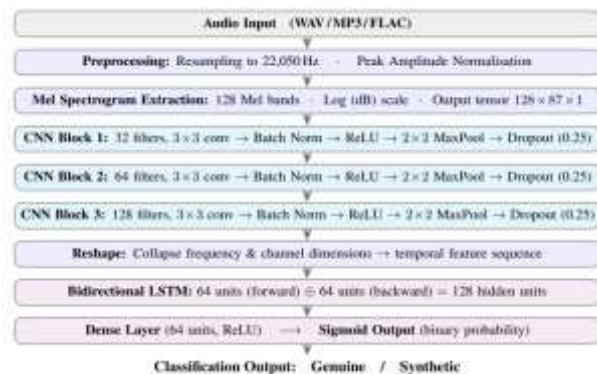 Audio Input (WAV/MP3/FLAC)
Preprocessing: Resampling to 22,050 Hz · Peak Amplitude Normalisation
Mel Spectrogram Extraction: 128 Mel bands · Log (dB) scale · Output tensor 128 × 87 × 1
CNN Block 1: 32 filters, 3×3 conv → Batch Norm → ReLU → 2×2 MaxPool → Dropout (0.25)
CNN Block 2: 64 filters, 3×3 conv → Batch Norm → ReLU → 2×2 MaxPool → Dropout (0.25)
CNN Block 3: 128 filters, 3×3 conv → Batch Norm → ReLU → 2×2 MaxPool → Dropout (0.25)
Reshape: Collapse frequency & channel dimensions → temporal feature sequence
Bidirectional LSTM: 64 units (forward) ⊕ 64 units (backward) = 128 hidden units
Dense Layer (64 units, ReLU) → Sigmoid Output (binary probability)
Classification Output: Genuine / Synthetic